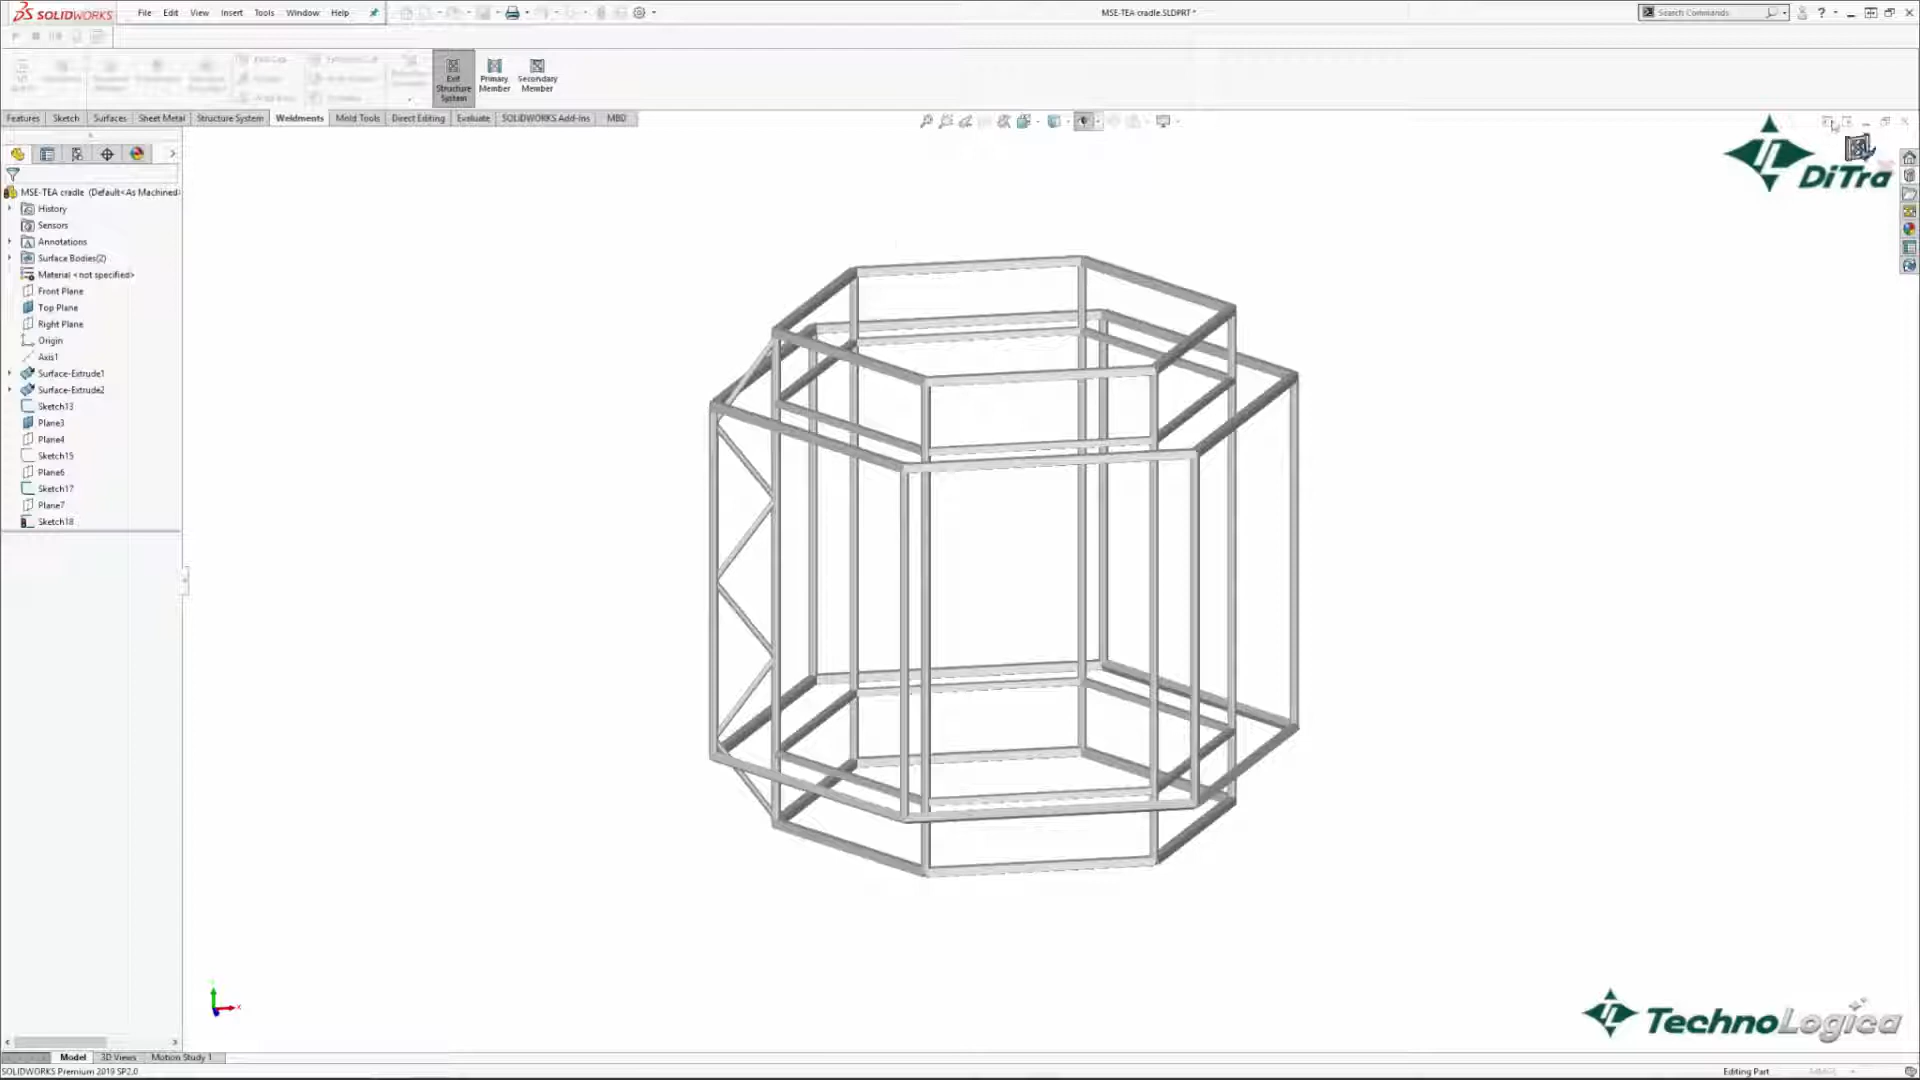 SOLIDWORKS File Edit View Insert Tools Window Help
MSE-TEA cradle.SLDPRT *
Search Commands
Exit Structure System
Primary Member
Secondary Member
Features Sketch Surfaces Sheet Metal Structure System Weldments Mold Tools Direct Editing Evaluate SOLIDWORKS Add-Ins MBD
DiTra
MSE-TEA cradle (Default<As Machined>
History
Sensors
Annotations
Surface Bodies(2)
Material <not specified>
Front Plane
Top Plane
Right Plane
Origin
Axis1
Surface-Extrude1
Surface-Extrude2
Sketch13
Plane3
Plane4
Sketch15
Plane6
Sketch17
Plane7
Sketch18
x
TechnoLogica
Model 3D Views Motion Study 1
SOLIDWORKS Premium 2019 SP2.0
Editing Part